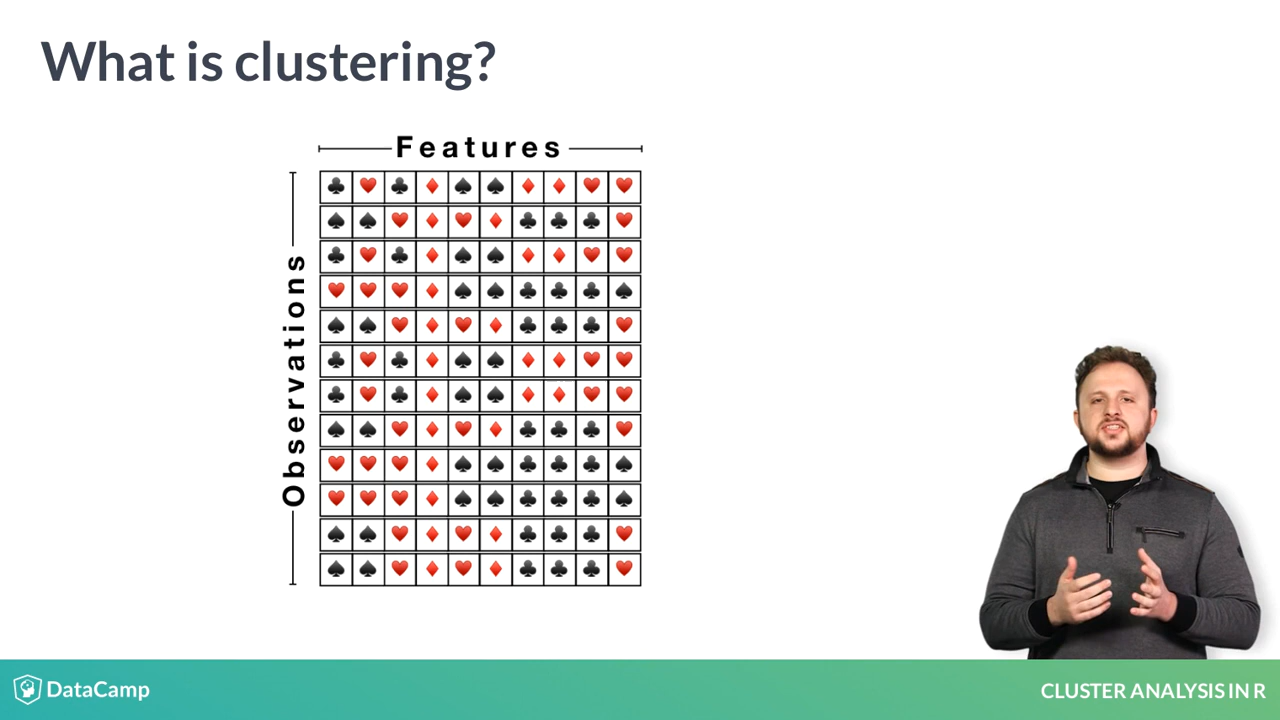 What is clustering?
Features
Observations
DataCamp
CLUSTER ANALYSIS IN R